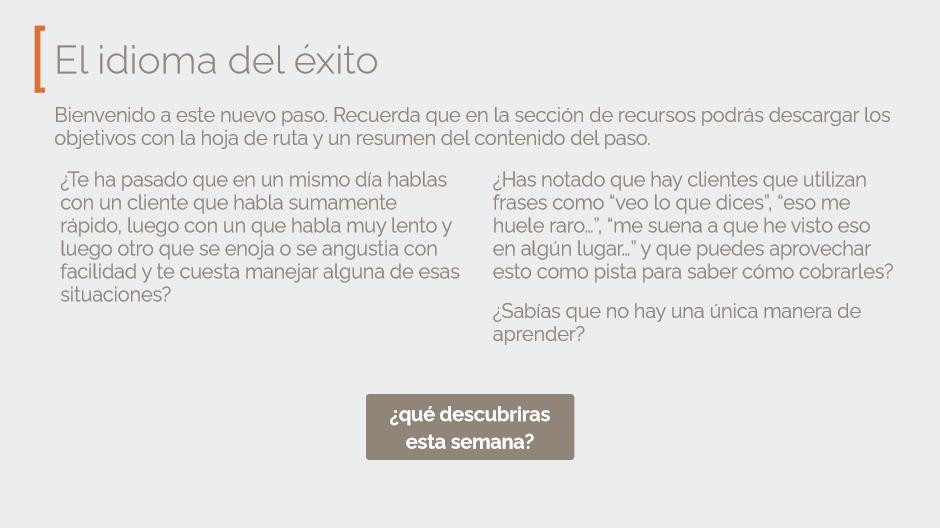 El idioma del éxito
Bienvenido a este nuevo paso. Recuerda que en la sección de recursos podrás descargar los
objetivos con la hoja de ruta y un resumen del contenido del paso.
¿Te ha pasado que en un mismo día hablas
con un cliente que habla sumamente
rápido, luego con un que habla muy lento y
luego otro que se enoja o se angustia con
facilidad y te cuesta manejar alguna de esas
situaciones?
¿Has notado que hay clientes que utilizan
frases como “veo lo que dices”, “eso me
huele raro...”, “me suena a que he visto eso
en algún lugar...” y que puedes aprovechar
esto como pista para saber cómo cobrarles?
¿Sabías que no hay una única manera de
aprender?
¿qué descubriras
esta semana?